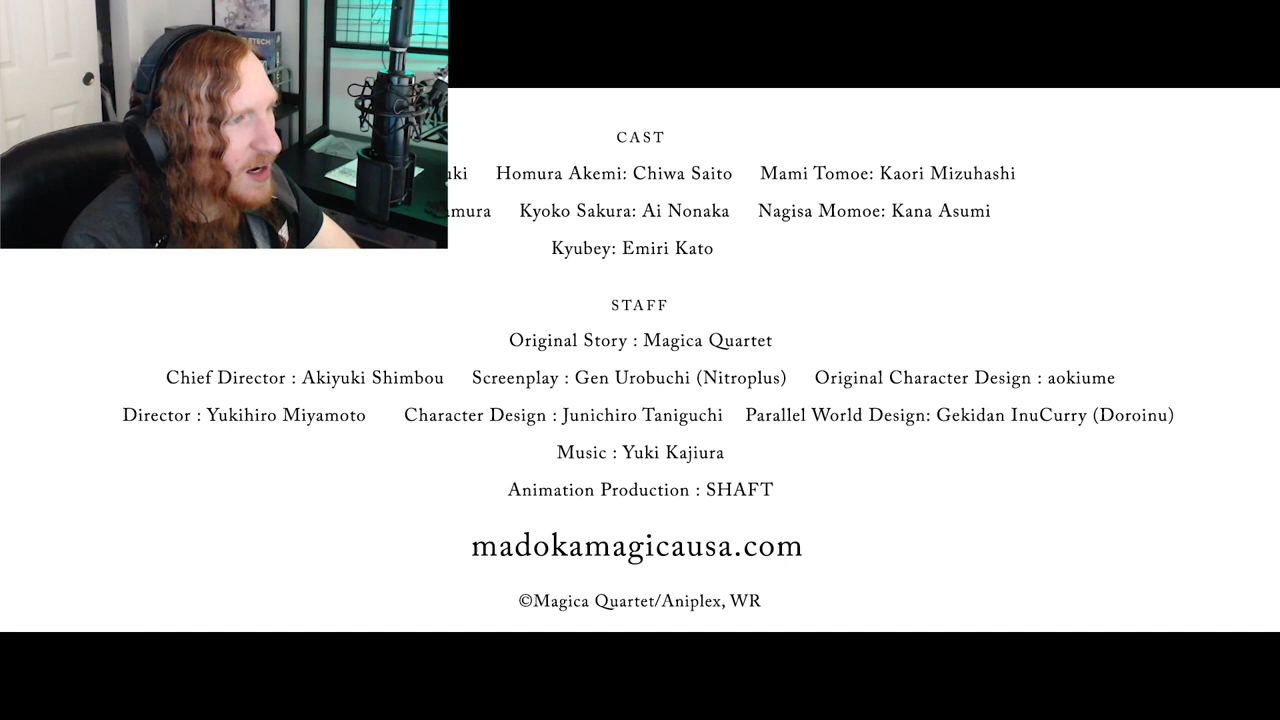 CAST
Homura Akemi: Chiwa Saito Mami Tomoe: Kaori Mizuhashi
Kyoko Sakura: Ai Nonaka Nagisa Momoe: Kana Asumi
Kyubey: Emiri Kato
STAFF
Original Story : Magica Quartet
Chief Director : Akiyuki Shimbou Screenplay : Gen Urobuchi (Nitroplus) Original Character Design : aokiume
Director : Yukihiro Miyamoto Character Design : Junichiro Taniguchi Parallel World Design: Gekidan InuCurry (Doroinu)
Music : Yuki Kajiura
Animation Production : SHAFT
madokamagicausa.com
©Magica Quartet/Aniplex, WR